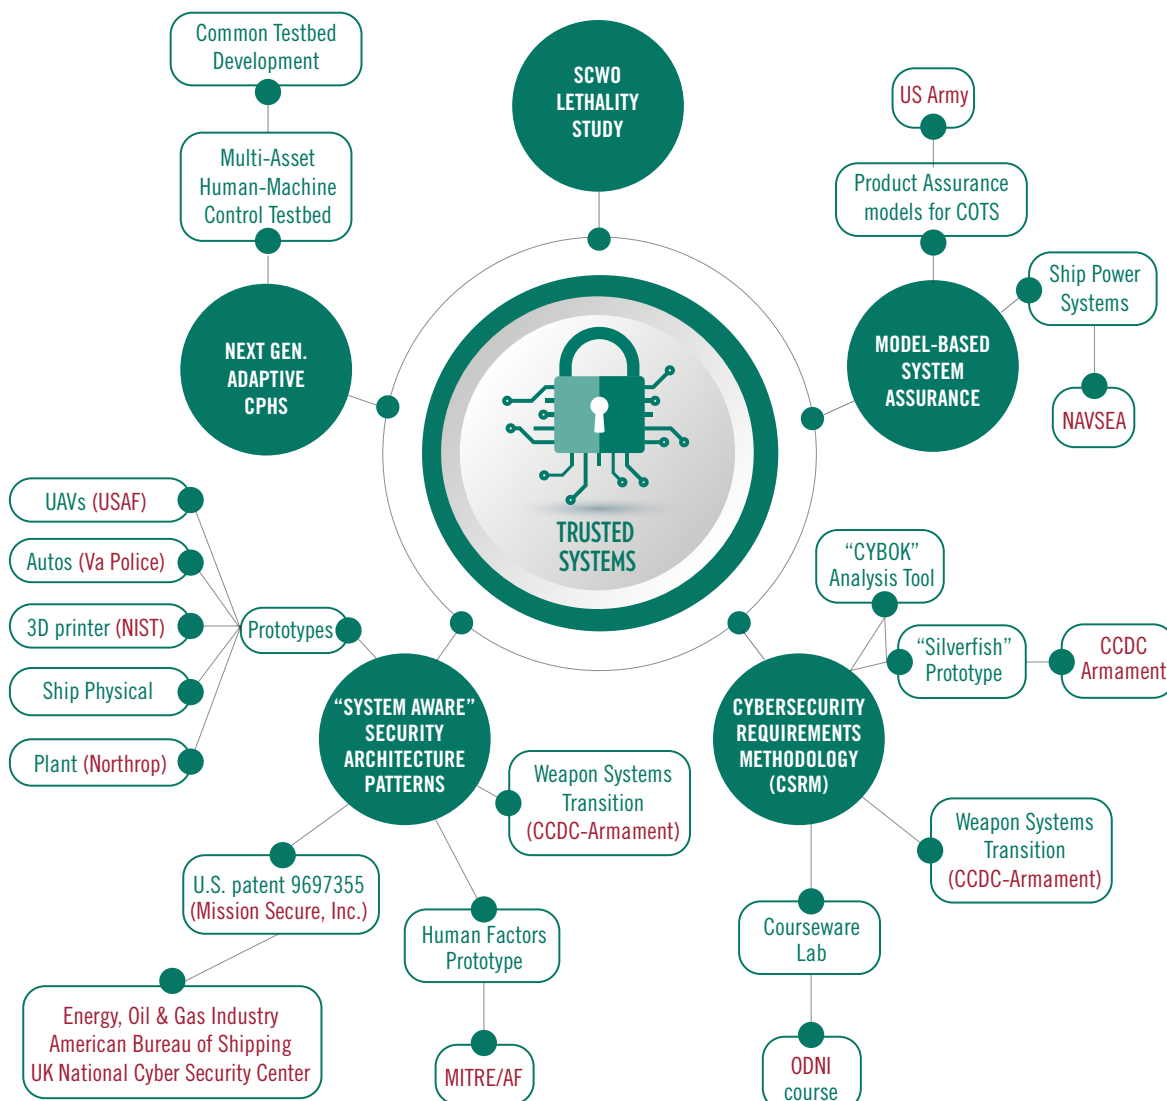 Common Testbed
Development
Multi-Asset
Human-Machine
Control Testbed
NEXT GEN.
ADAPTIVE
CPHS
SCWO
LETHALITY
STUDY
US Army
Product Assurance
models for COTS
MODEL-BASED
SYSTEM
ASSURANCE
Ship Power
Systems
NAVSEA
TRUSTED
SYSTEMS
UAVs (USAF)
Autos (Va Police)
3D printer (NIST)
Ship Physical
Plant (Northrop)
Prototypes
“SYSTEM AWARE”
SECURITY
ARCHITECTURE
PATTERNS
Weapon Systems
Transition
(CCDC-Armament)
U.S. patent 9697355
(Mission Secure, Inc.)
Energy, Oil & Gas Industry
American Bureau of Shipping
UK National Cyber Security Center
Human Factors
Prototype
MITRE/AF
“CYBOK”
Analysis Tool
“Silverfish”
Prototype
CCDC
Armament
CYBERSECURITY
REQUIREMENTS
METHODOLOGY
(CSRM)
Weapon Systems
Transition
(CCDC-Armament)
Courseware
Lab
ODNI
course